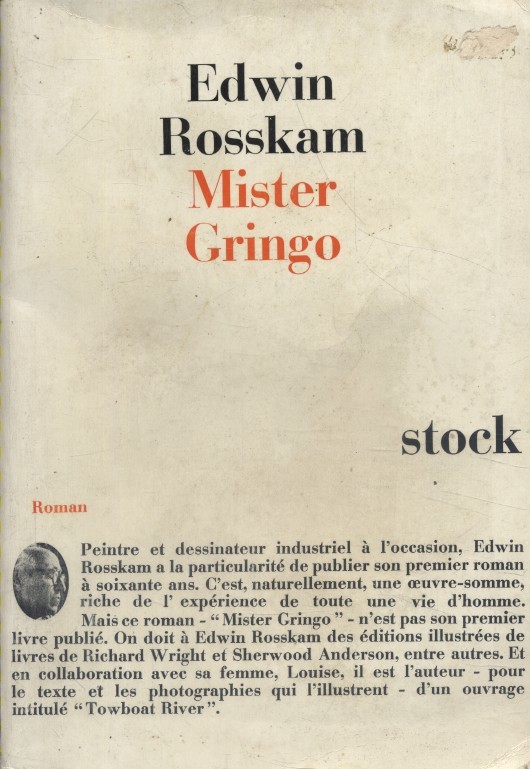 Edwin
Rosskam
Mister
Gringo
stock
Roman
Peintre et dessinateur industriel à l'occasion, Edwin
Rosskam a la particularité de publier son premier roman
à soixante ans. C'est, naturellement, une œuvre-somme,
riche de l' expérience de toute une vie d'homme.
Mais ce roman - “Mister Gringo” - n'est pas son premier
livre publié. On doit à Edwin Rosskam des éditions illustrées de
livres de Richard Wright et Sherwood Anderson, entre autres. Et
en collaboration avec sa femme, Louise, il est l'auteur - pour
le texte et les photographies qui l'illustrent - d'un ouvrage
intitulé “Towboat River”.